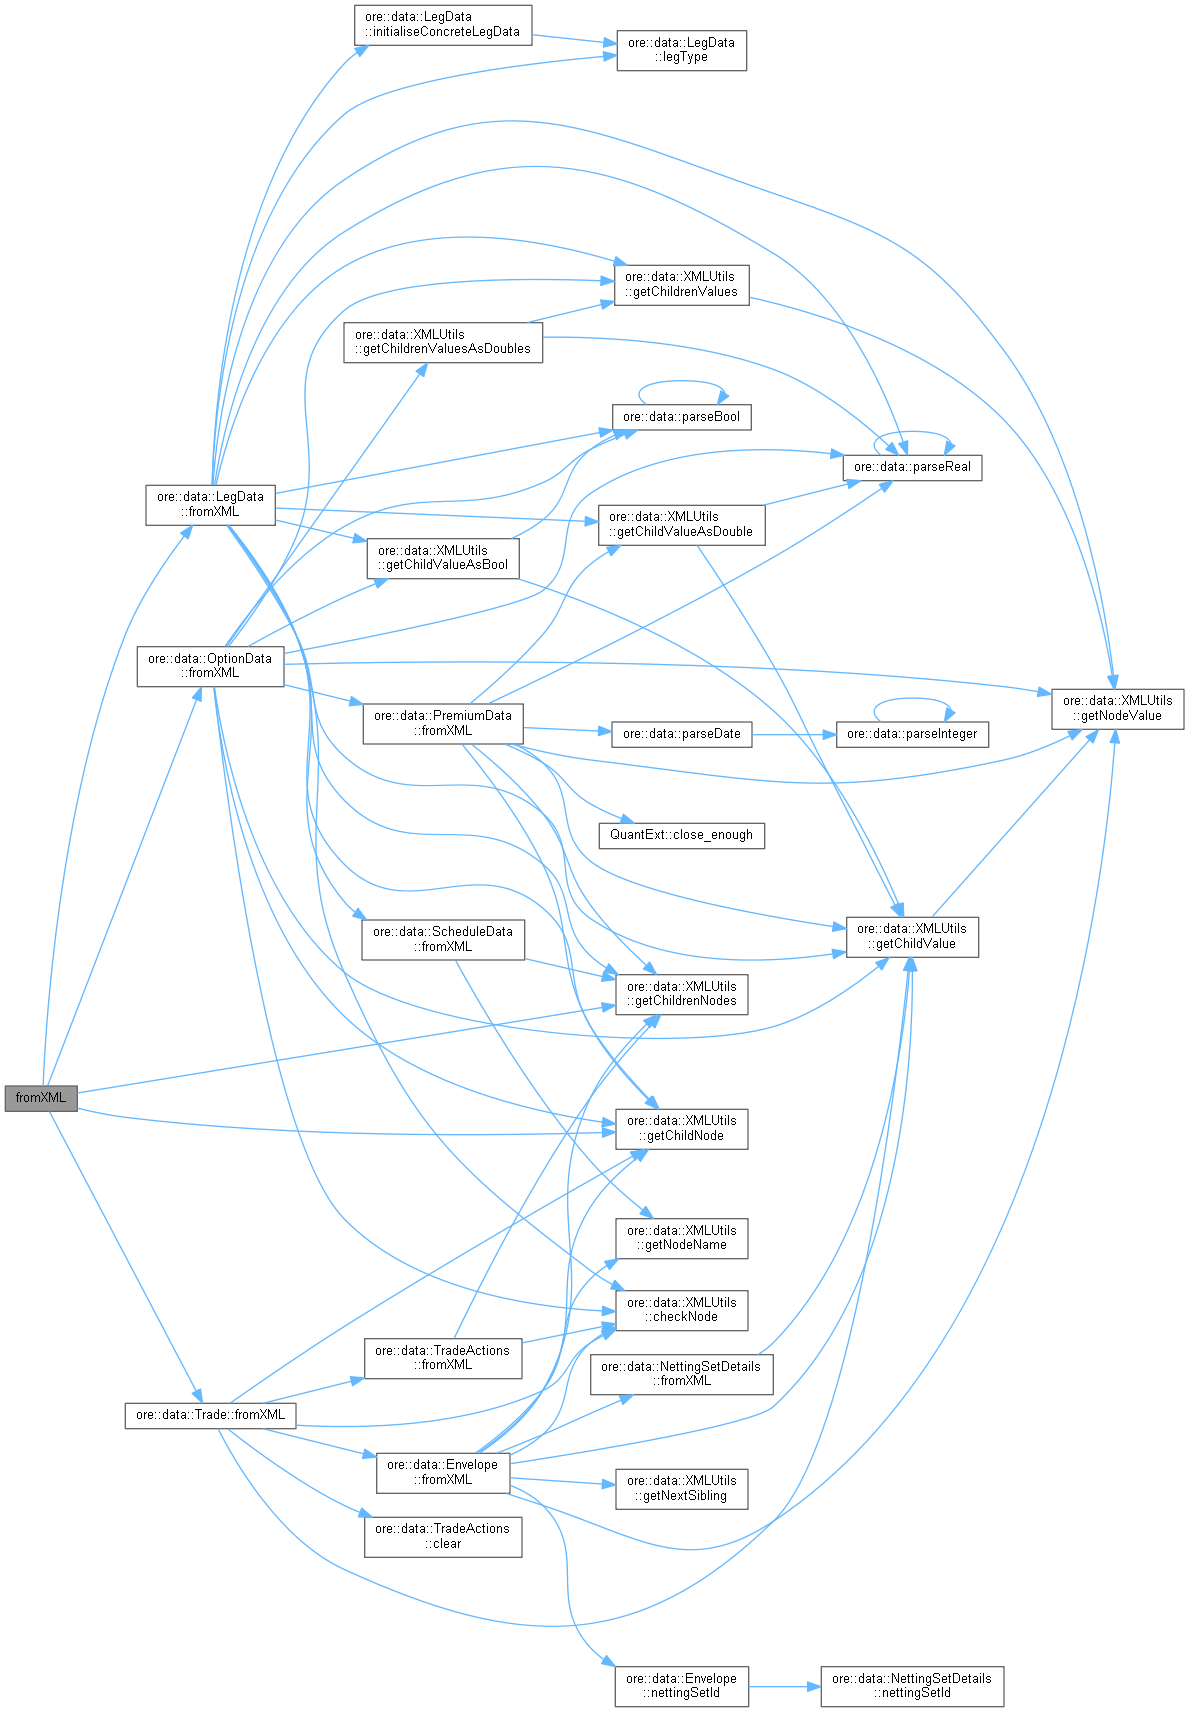 ore::data::LegData
::initialiseConcreteLegData
ore::data::LegData
::legType
ore::data::XMLUtils
::getChildrenValues
ore::data::XMLUtils
::getChildrenValuesAsDoubles
ore::data::parseBool
ore::data::parseReal
ore::data::LegData
::fromXML
ore::data::XMLUtils
::getChildValueAsDouble
ore::data::XMLUtils
::getChildValueAsBool
ore::data::OptionData
::fromXML
ore::data::XMLUtils
::getNodeValue
ore::data::PremiumData
::fromXML
ore::data::parseDate
ore::data::parseInteger
QuantExt::close_enough
ore::data::XMLUtils
::getChildValue
ore::data::ScheduleData
::fromXML
ore::data::XMLUtils
::getChildrenNodes
fromXML
ore::data::XMLUtils
::getChildNode
ore::data::XMLUtils
::getNodeName
ore::data::XMLUtils
::checkNode
ore::data::TradeActions
::fromXML
ore::data::NettingSetDetails
::fromXML
ore::data::Trade::fromXML
ore::data::Envelope
::fromXML
ore::data::XMLUtils
::getNextSibling
ore::data::TradeActions
::clear
ore::data::Envelope
::nettingSetId
ore::data::NettingSetDetails
::nettingSetId